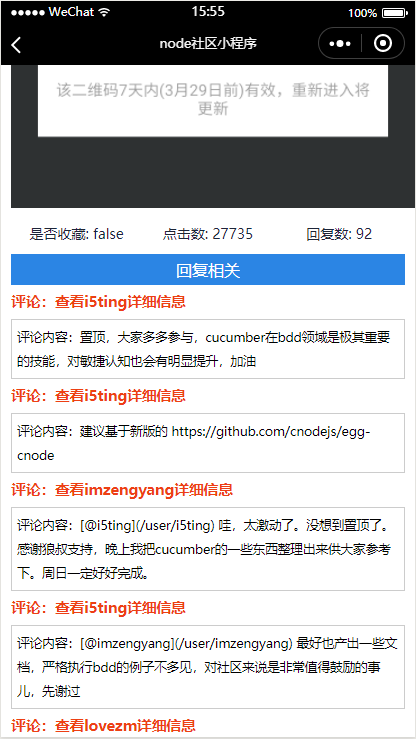 WeChat
15:55
100%
node社区小程序
该二维码7天内(3月29日前)有效，重新进入将
更新
是否收藏: false 点击数: 27735 回复数: 92
回复相关
评论：查看i5ting详细信息
评论内容：置顶，大家多多参与，cucumber在bdd领域是极其重要
的技能，对敏捷认知也会有明显提升，加油
评论：查看i5ting详细信息
评论内容：建议基于新版的 https://github.com/cnodejs/egg-
cnode
评论：查看imzengyang详细信息
评论内容：[@i5ting](/user/i5ting) 哇，太激动了。没想到置顶了。
感谢狼叔支持，晚上我把cucumber的一些东西整理出来供大家参考
下。周日一定好好完成。
评论：查看i5ting详细信息
评论内容：[@imzengyang](/user/imzengyang) 最好也产出一些文
档，严格执行bdd的例子不多见，对社区来说是非常值得鼓励的事
儿，先谢过
评论：查看lovezm详细信息